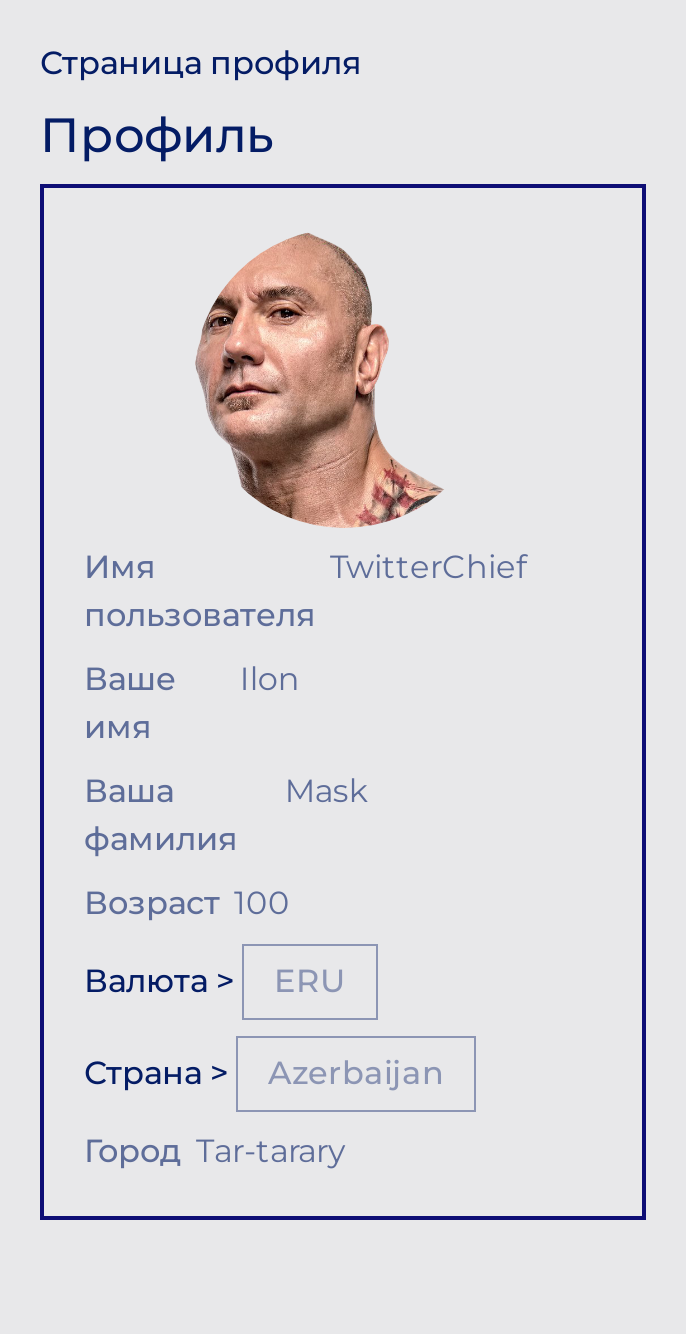 Страница профиля
Профиль
Имя TwitterChief
пользователя
Ваше Ilon
имя
Ваша Mask
фамилия
Возраст 100
Валюта > ERU
Страна > Azerbaijan
Город Tar-tarary